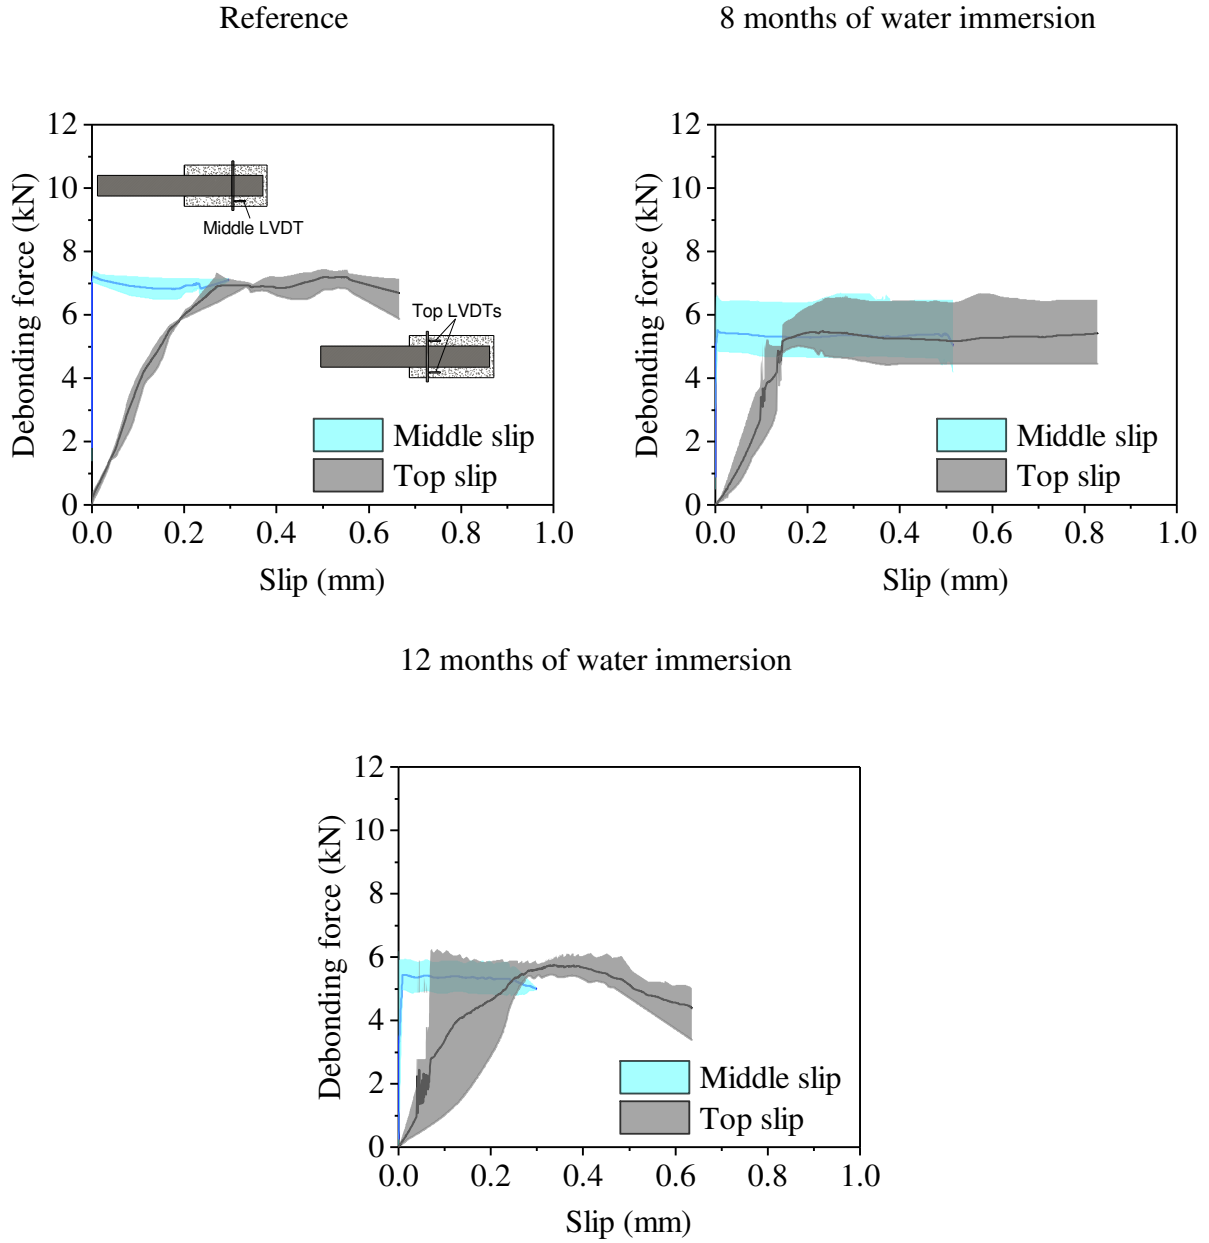 Reference
8 months of water immersion
12
10
8
6
4
2
0
Debonding force (kN)
Middle LVDT
Top LVDTs
Middle slip
Top slip
0.0 0.2 0.4 0.6 0.8 1.0
Slip (mm)
12
10
8
6
4
2
0
Debonding force (kN)
Middle slip
Top slip
0.0 0.2 0.4 0.6 0.8 1.0
Slip (mm)
12 months of water immersion
12
10
8
6
4
2
0
Debonding force (kN)
Middle slip
Top slip
0.0 0.2 0.4 0.6 0.8 1.0
Slip (mm)